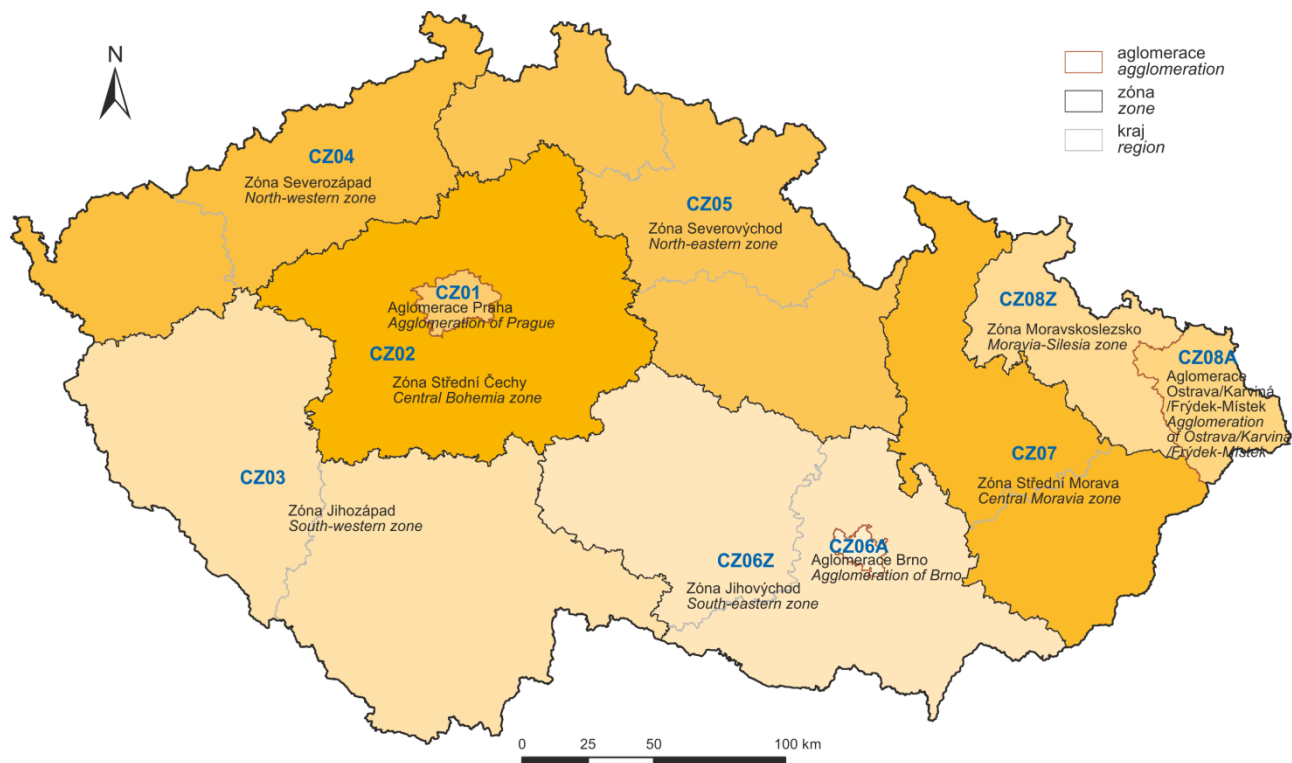 N
aglomerace
agglomeration
zóna
zone
kraj
region
CZ04
Zóna Severozápad
North-western zone
CZ05
Zóna Severovýchod
North-eastern zone
CZ01
Aglomerace Praha
Agglomeration of Prague
CZ02
Zóna Střední Čechy
Central Bohemia zone
CZ08Z
Zóna Moravskoslezsko
Moravia-Silesia zone
CZ08A
Aglomerace
Ostrava/Karviná
/Frýdek-Místek
Agglomeration
of Ostrava/Karviná
/Frýdek-Místek
CZ03
Zóna Jihozápad
South-western zone
CZ07
Zóna Střední Morava
Central Moravia zone
CZ06Z
Zóna Jihovýchod
South-eastern zone
CZ06A
Aglomerace Brno
Agglomeration of Brno
0 25 50 100 km